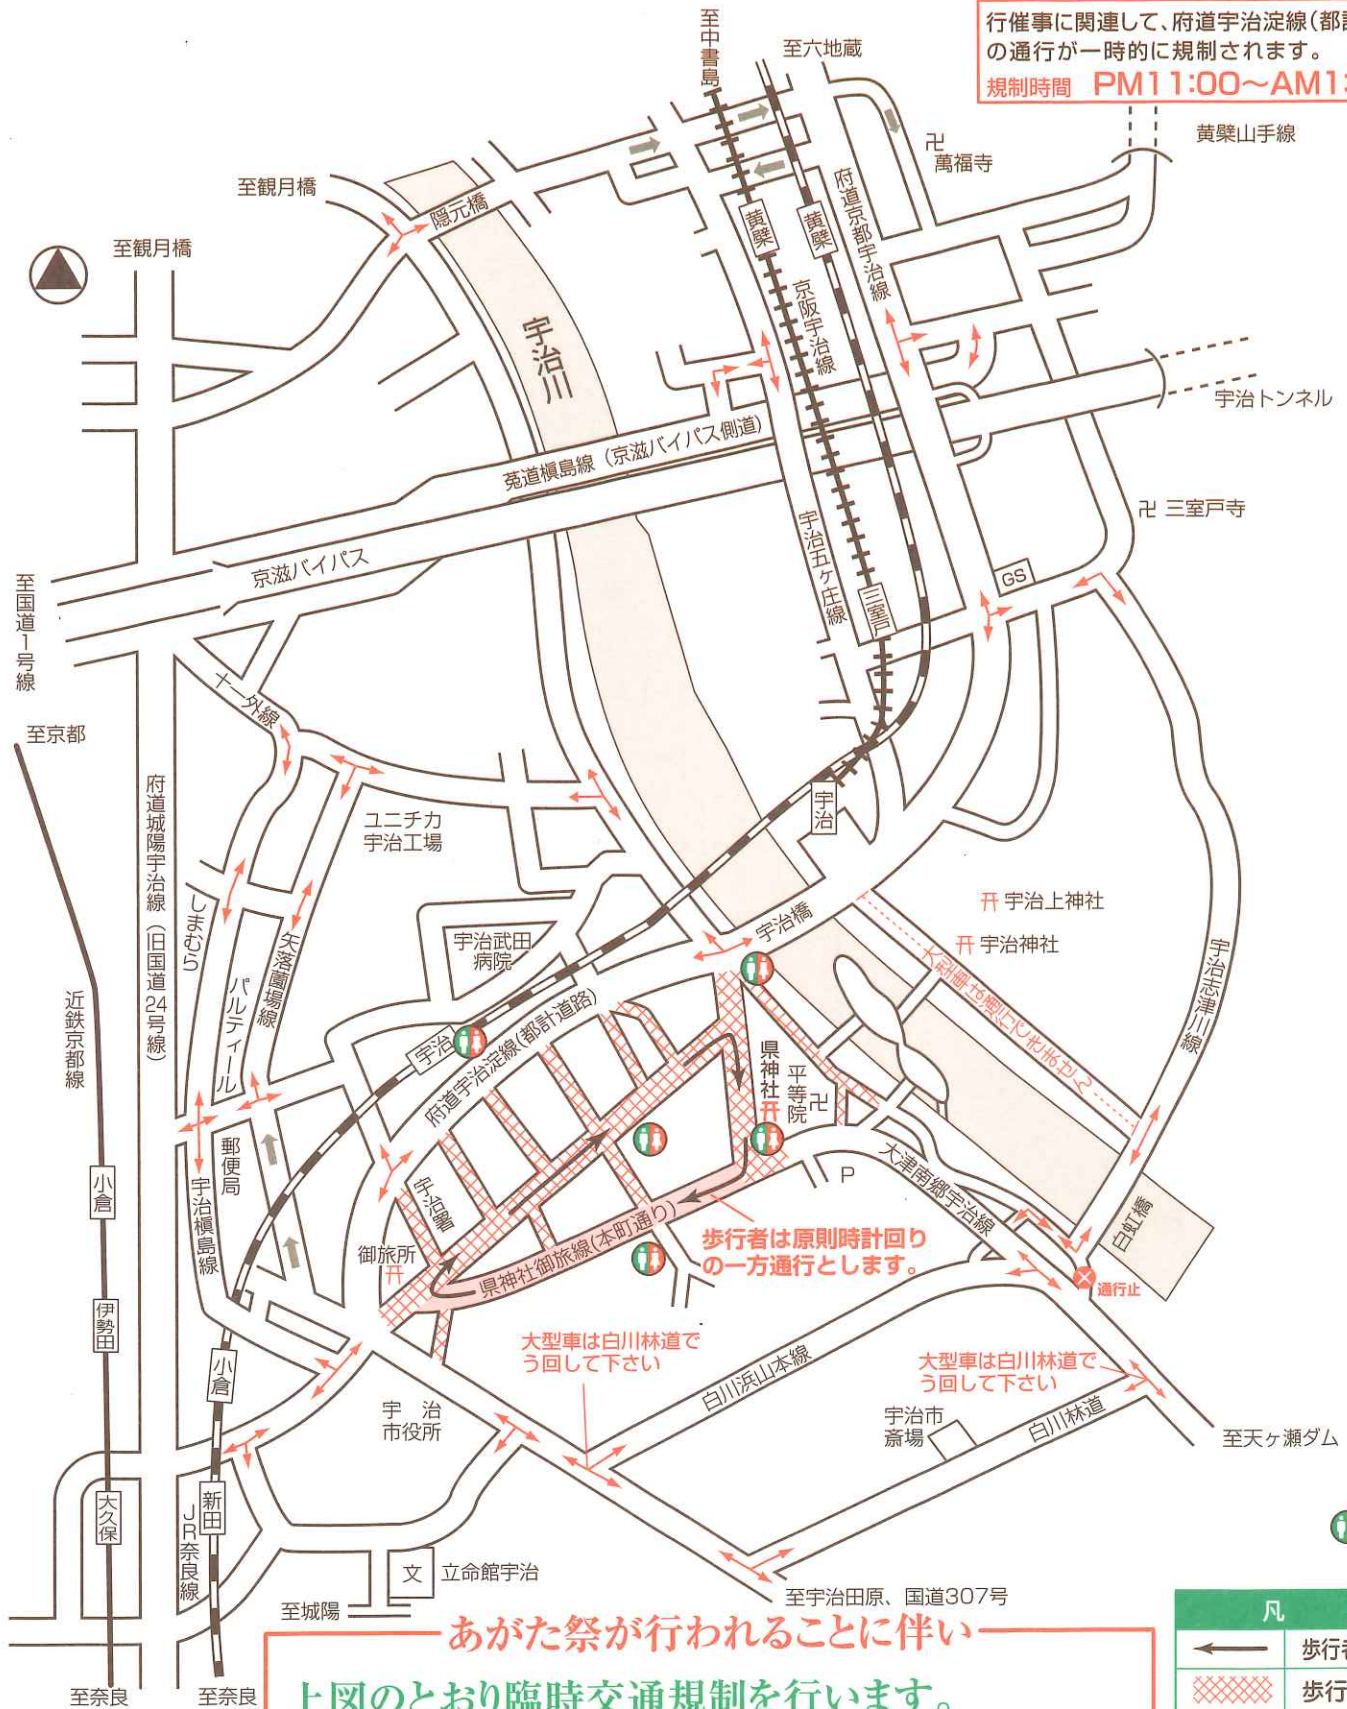 行催事に関連して、府道宇治淀線(都
の通行が一時的に規制されます。
規制時間 PM11:00〜AM1:
至中書島
至六地蔵
黄檗山手線
卍
萬福寺
至観月橋
隠元橋
府道京都宇治線
黄檗
黄檗
至観月橋
京阪宇治線
宇治川
宇治トンネル
莵道槇島線(京滋バイパス側道)
卍 三室戸寺
宇治五ヶ庄線
京滋バイパス
GS
三室戸
至国道1号線
十一外線
至京都
府道城陽宇治線(旧国道24号線)
ユニチカ
宇治工場
宇治
しまむら
パルティール
矢落薗場線
宇治武田
病院
宇治橋
宇治上神社
宇治神社
大型車は通行できません
宇治志津川線
近鉄京都線
宇治
府道宇治淀線(都計道路)
県神社
平等院
卍
郵便局
小倉
宇治槇島線
宇治署
P
大津南郷宇治線
白虹橋
御旅所
県神社御旅線(本町通り)
歩行者は原則時計回り
の一方通行とします。
通行止
伊勢田
小倉
大型車は白川林道で
う回して下さい
白川浜山本線
大型車は白川林道で
う回して下さい
宇治
市役所
宇治市
斎場
白川林道
至天ヶ瀬ダム
大久保
新田
JR奈良線
文 立命館宇治
至城陽
至宇治田原、国道307号
至奈良
至奈良
あがた祭が行われることに伴い
上図のとおり臨時交通規制を行います。
凡
歩行者
歩行